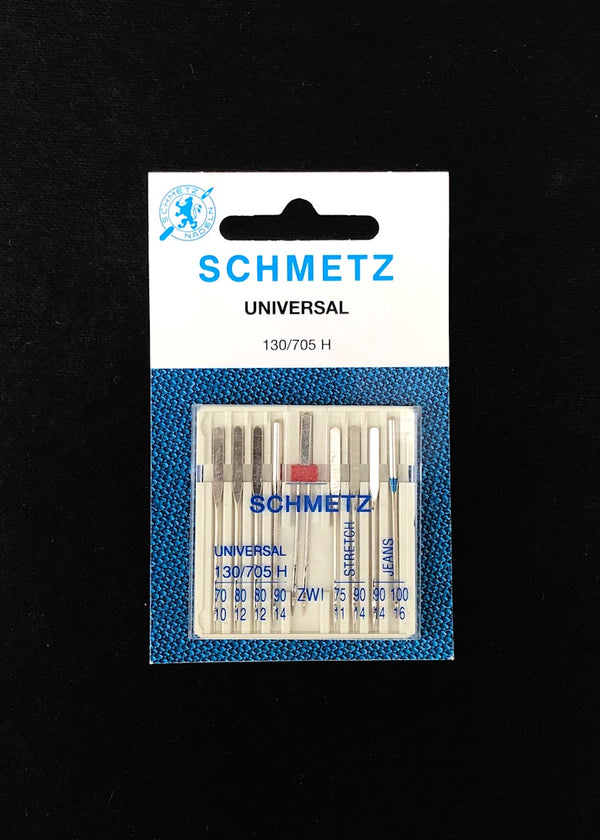 SCHMETZ
NADELN
SCHMETZ
UNIVERSAL
130/705 H
SCHMETZ
UNIVERSAL
130/705 H
STRETCH
JEANS
70 80 80 90 ZWI 75 90 90 100
10 12 12 14 11 14 14 16